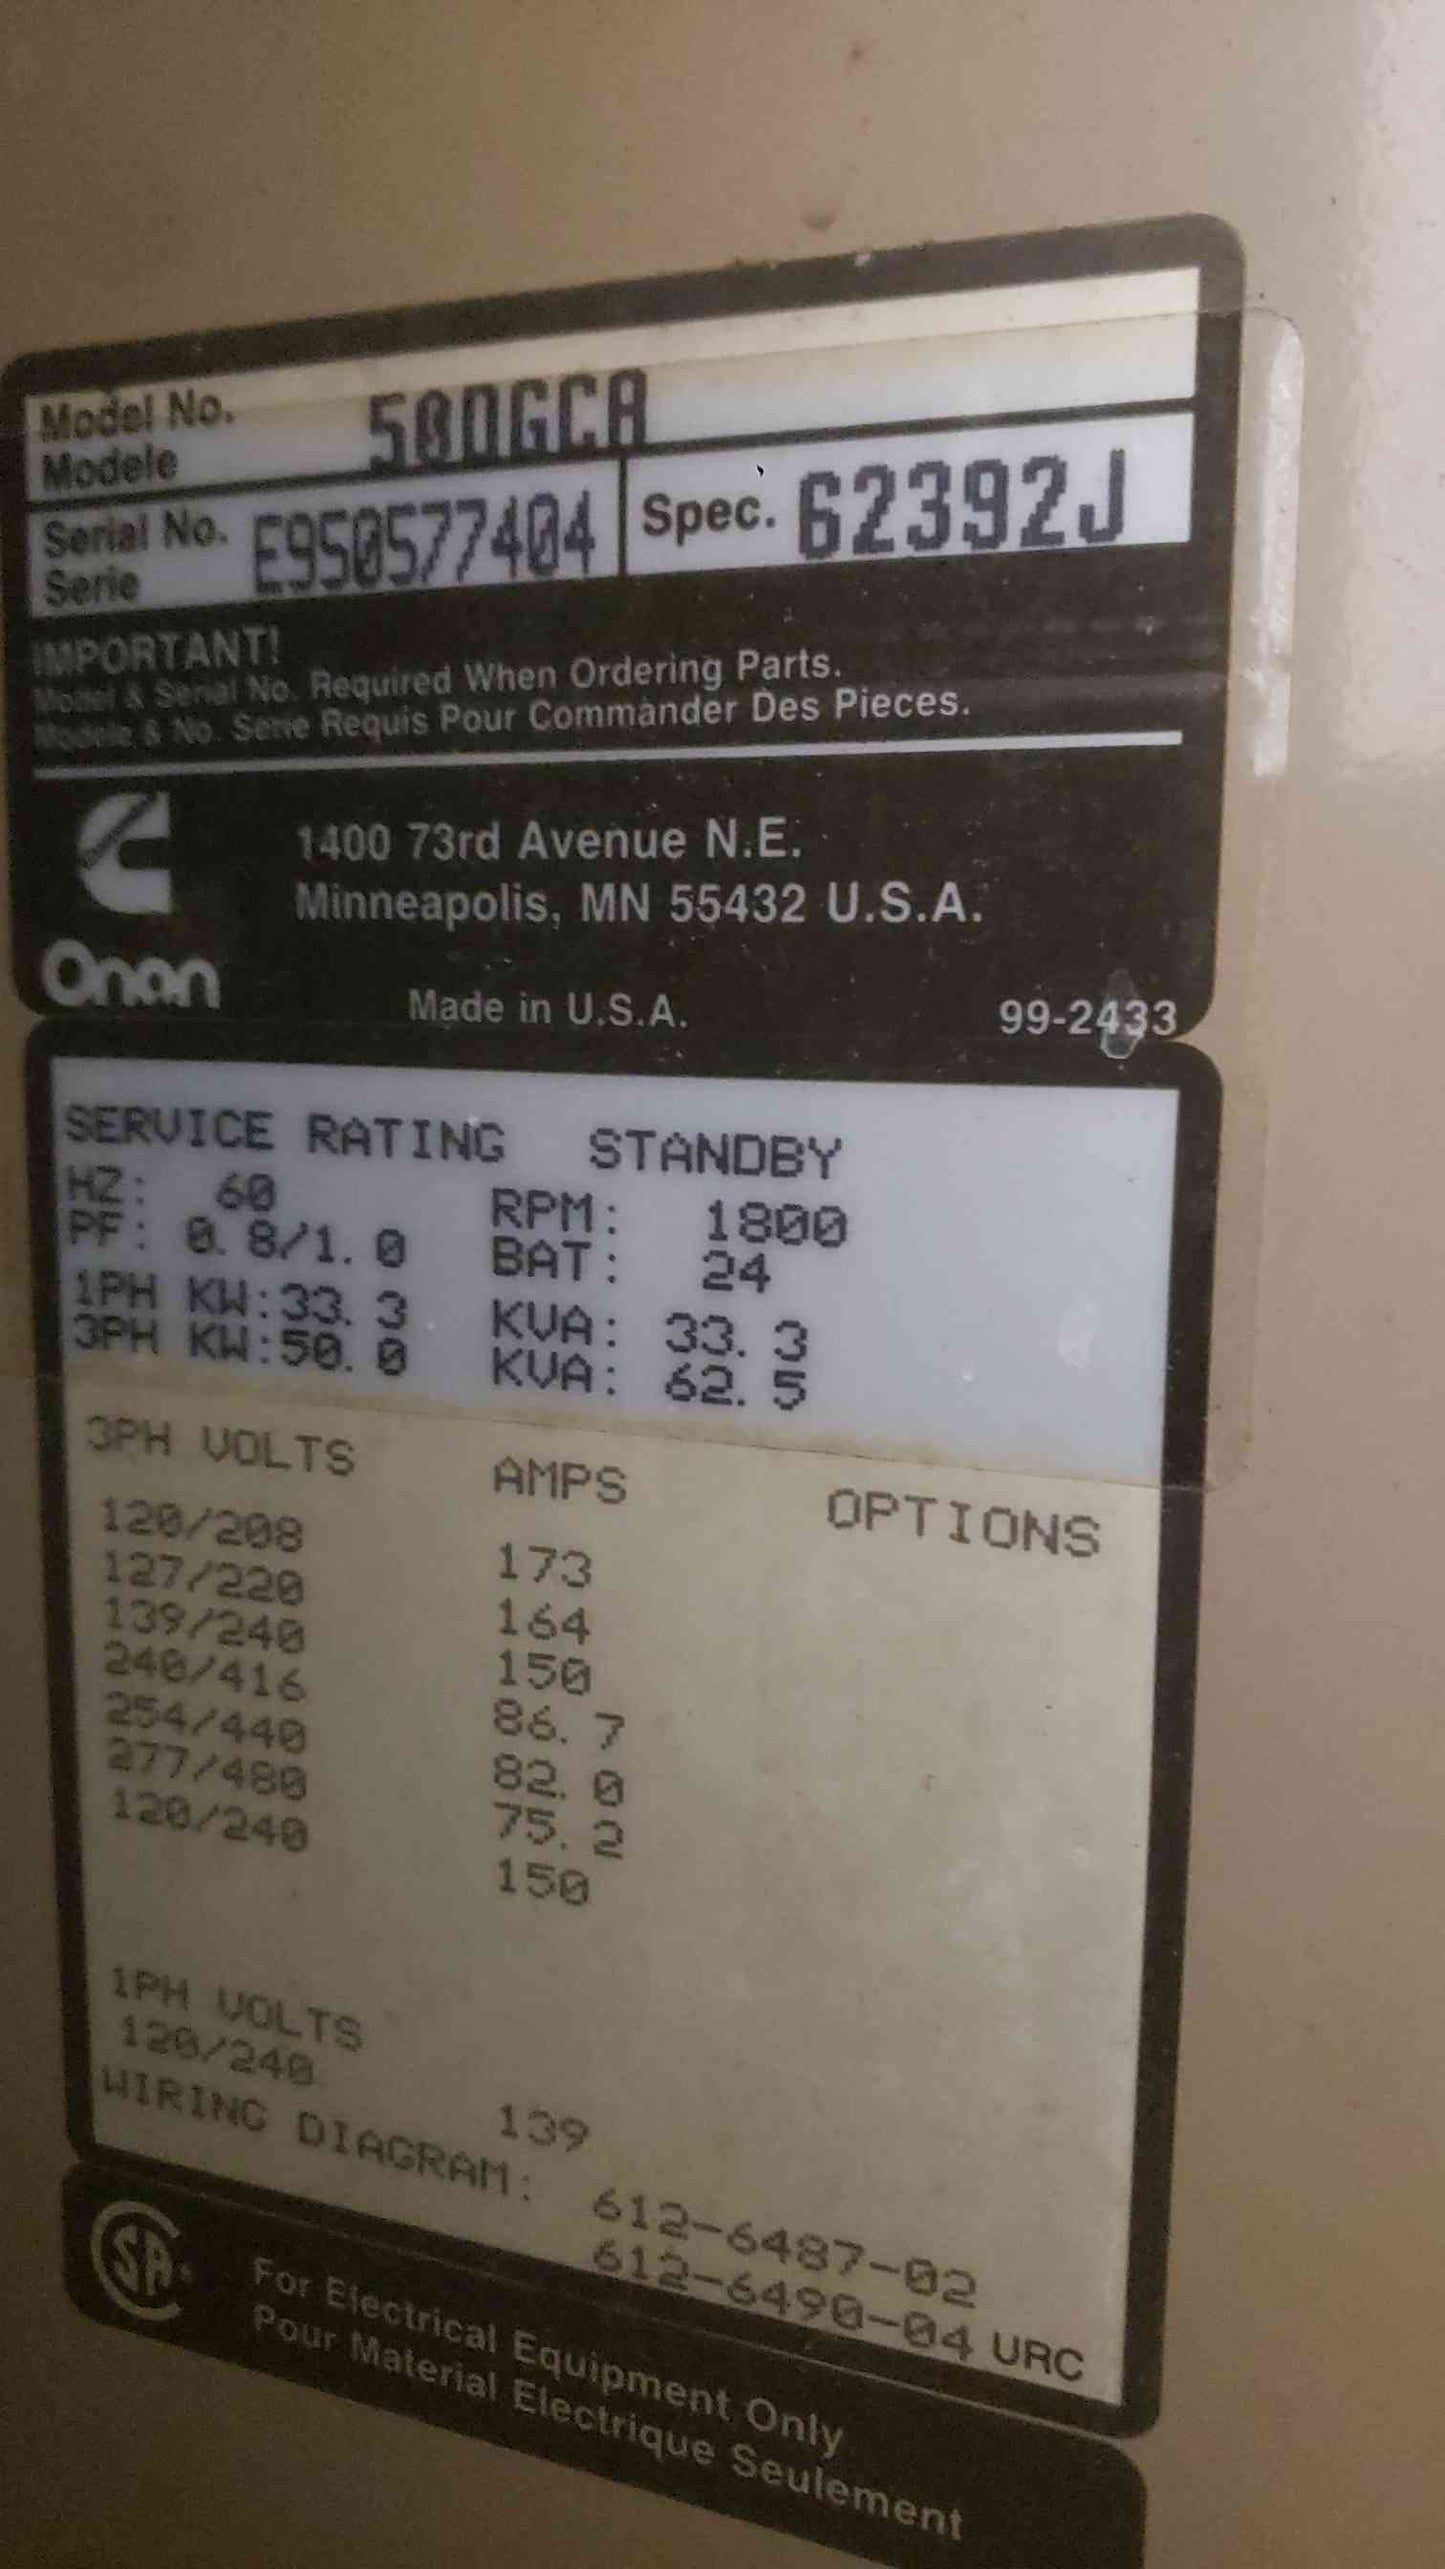 Model No. 50DGCA
Modele
Serial No. E950577404 Spec. 62392J
Serie
IMPORTANT!
Model & Serial No. Required When Ordering Parts.
Modele & No. Serie Requis Pour Commander Des Pieces.
1400 73rd Avenue N.E.
Minneapolis, MN 55432 U.S.A.
Onan
Made in U.S.A. 99-2433
SERVICE RATING STANDBY
HZ: 60 RPM: 1800
PF: 0.8/1.0 BAT: 24
1PH KW:33.3 KVA: 33.3
3PH KW:50.0 KVA: 62.5
3PH VOLTS AMPS OPTIONS
120/208 173
127/220 164
139/240 150
240/416 86.7
254/440 82.0
277/480 75.2
120/240 150
1PH VOLTS
120/240 139
WIRING DIAGRAM: 612-6487-02
612-6490-04 URC
CSA
For Electrical Equipment Only
Pour Material Electrique Seulement